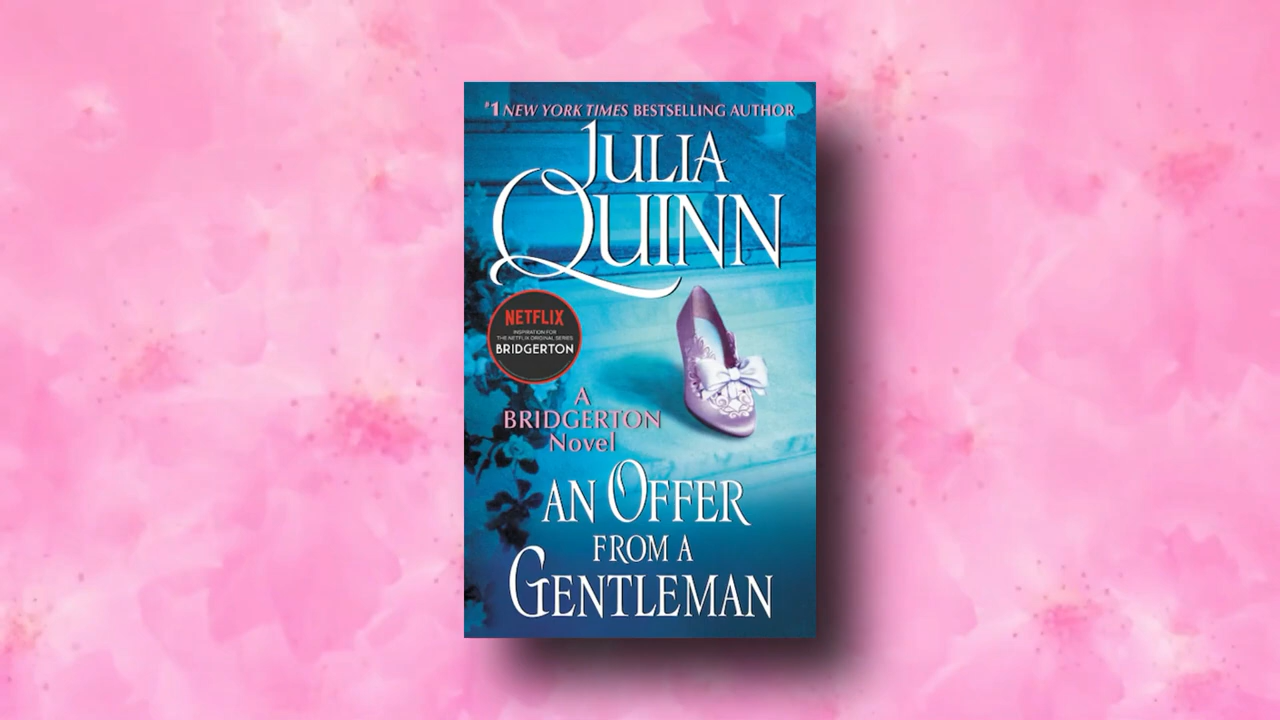 #1 NEW YORK TIMES BESTSELLING AUTHOR
JULIA
QUINN
NETFLIX
INSPIRATION FOR
THE NETFLIX ORIGINAL SERIES
BRIDGERTON
A
BRIDGERTON
Novel
AN OFFER
FROM A
GENTLEMAN